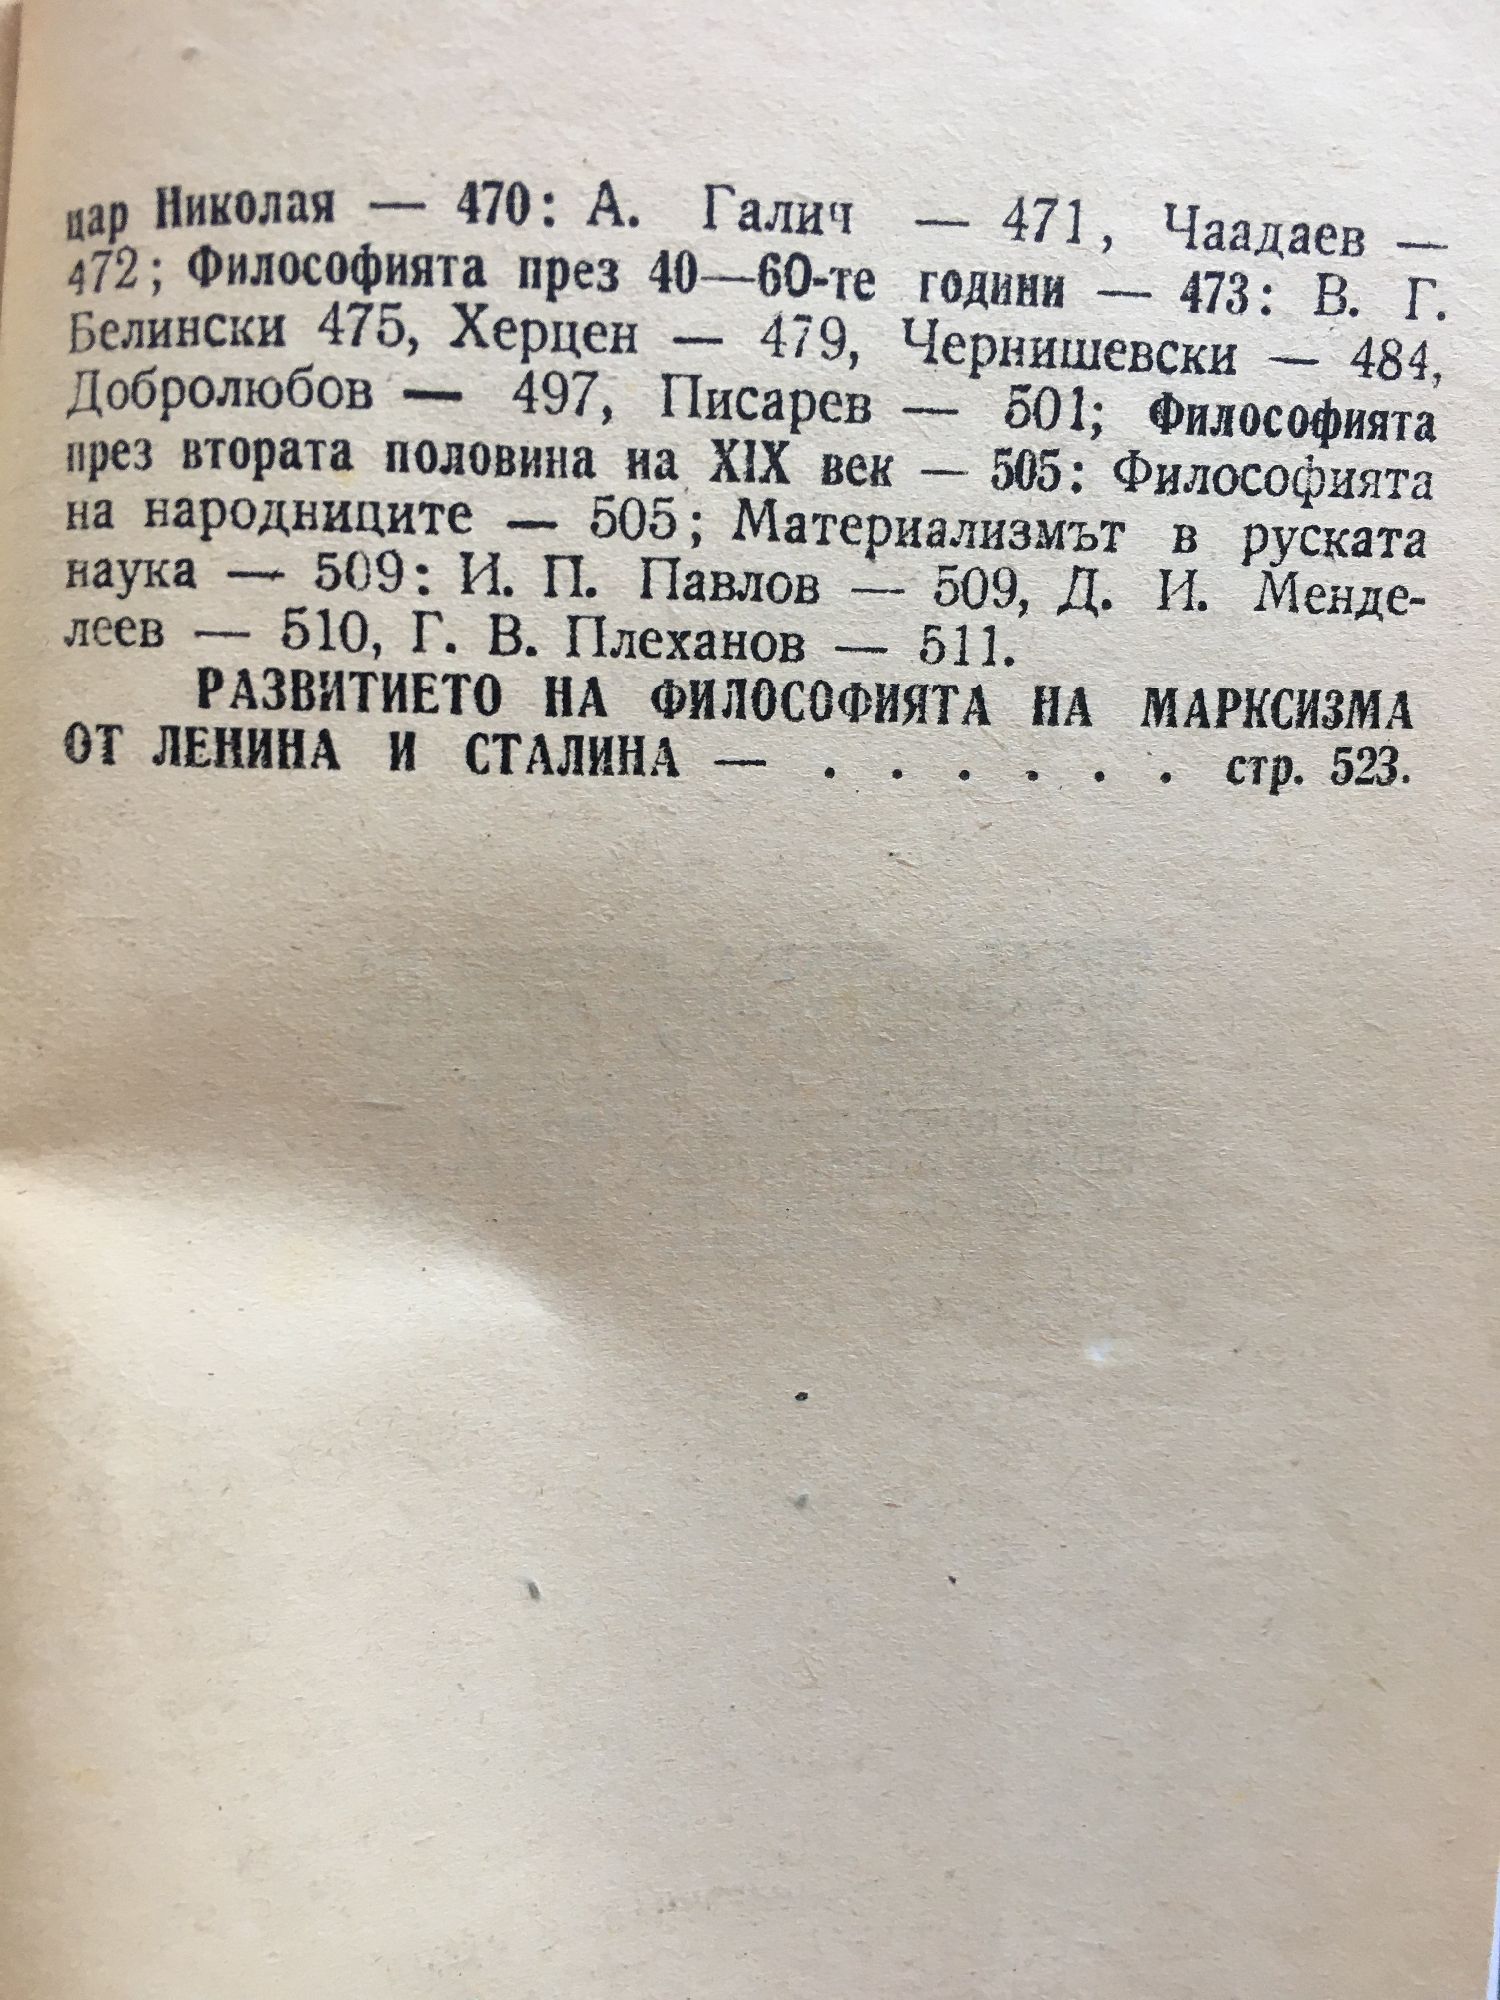 цар Николая — 470: А. Галич — 471, Чаадаев —
472; Философията през 40—60-те години — 473: В. Г.
Белински 475, Херцен — 479, Чернишевски — 484,
Добролюбов — 497, Писарев — 501; Философията
през втората половина на XIX век — 505: Философията
на народниците — 505; Материализмът в руската
наука — 509: И. П. Павлов — 509, Д. И. Менде-
леев — 510, Г. В. Плеханов — 511.
РАЗВИТИЕТО НА ФИЛОСОФИЯТА НА МАРКСИЗМА
ОТ ЛЕНИНА И СТАЛИНА — . . . . . . стр. 523.